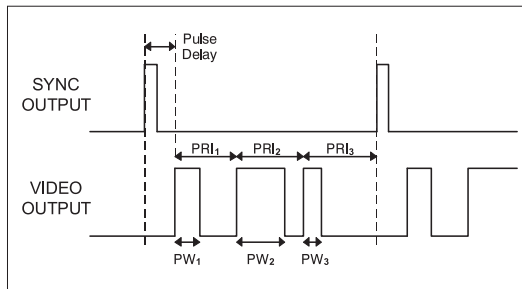 Pulse
Delay
SYNC
OUTPUT
PRI₁ PRI₂ PRI₃
VIDEO
OUTPUT
PW₁ PW₂ PW₃